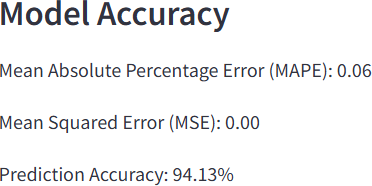 Model Accuracy
Mean Absolute Percentage Error (MAPE): 0.06
Mean Squared Error (MSE): 0.00
Prediction Accuracy: 94.13%